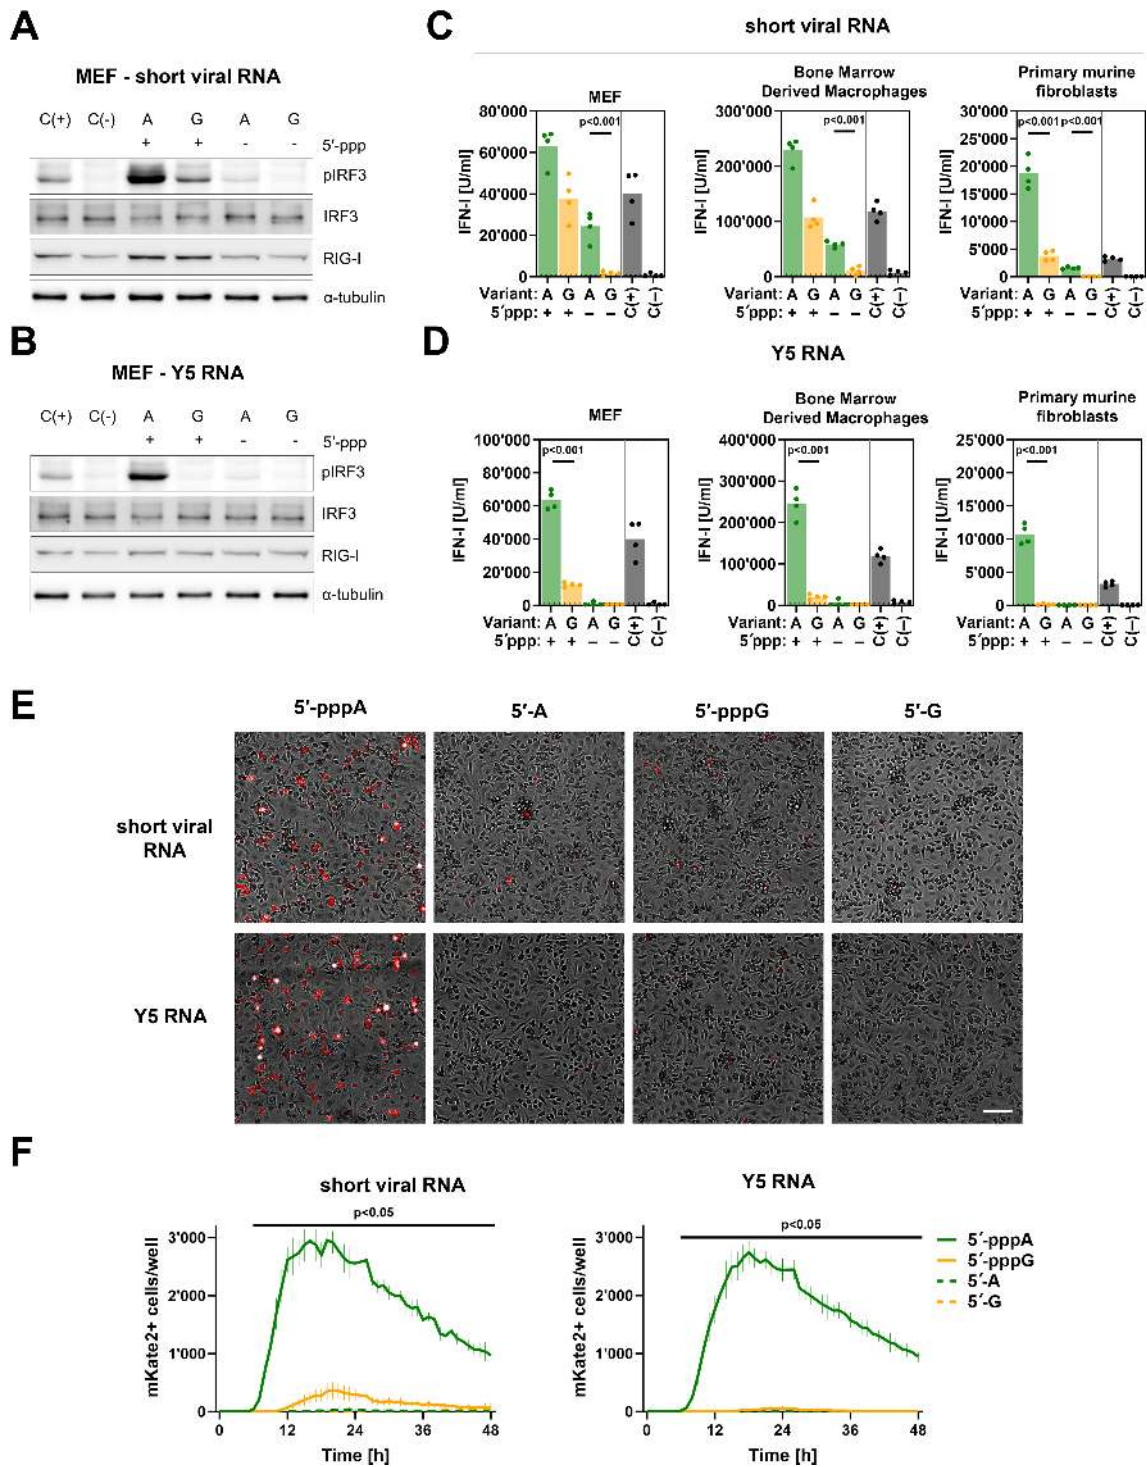 A
MEF - short viral RNA
C(+) C(-) A G A G
+ + - - 5'-ppp
pIRF3
IRF3
RIG-I
α-tubulin
B
MEF - Y5 RNA
C(+) C(-) A G A G
+ + - - 5'-ppp
pIRF3
IRF3
RIG-I
α-tubulin
C
short viral RNA
MEF
80'000
60'000
40'000
20'000
0
IFN-I [U/ml]
p<0.001
Variant: A G A G C(+) C(−)
5′ppp: + + − −
Bone Marrow
Derived Macrophages
300'000
200'000
100'000
0
IFN-I [U/ml]
p<0.001
A G A G C(+) C(−)
+ + − −
Primary murine
fibroblasts
30'000
25'000
20'000
15'000
10'000
5'000
0
IFN-I [U/ml]
p<0.001 p<0.001
A G A G C(+) C(−)
+ + − −
D
Y5 RNA
MEF
100'000
80'000
60'000
40'000
20'000
0
IFN-I [U/ml]
p<0.001
Variant: A G A G C(+) C(−)
5′ppp: + + − −
Bone Marrow
Derived Macrophages
400'000
300'000
200'000
100'000
0
IFN-I [U/ml]
p<0.001
A G A G C(+) C(−)
+ + − −
Primary murine
fibroblasts
25'000
20'000
15'000
10'000
5'000
0
IFN-I [U/ml]
p<0.001
A G A G C(+) C(−)
+ + − −
E
5′-pppA 5′-A 5′-pppG 5′-G
short viral
RNA
Y5 RNA
F
short viral RNA
p<0.05
3'000
2'000
1'000
0
mKate2+ cells/well
0 12 24 36 48
Time [h]
Y5 RNA
p<0.05
3'000
2'000
1'000
0
mKate2+ cells/well
0 12 24 36 48
Time [h]
5′-pppA
5′-pppG
5′-A
5′-G